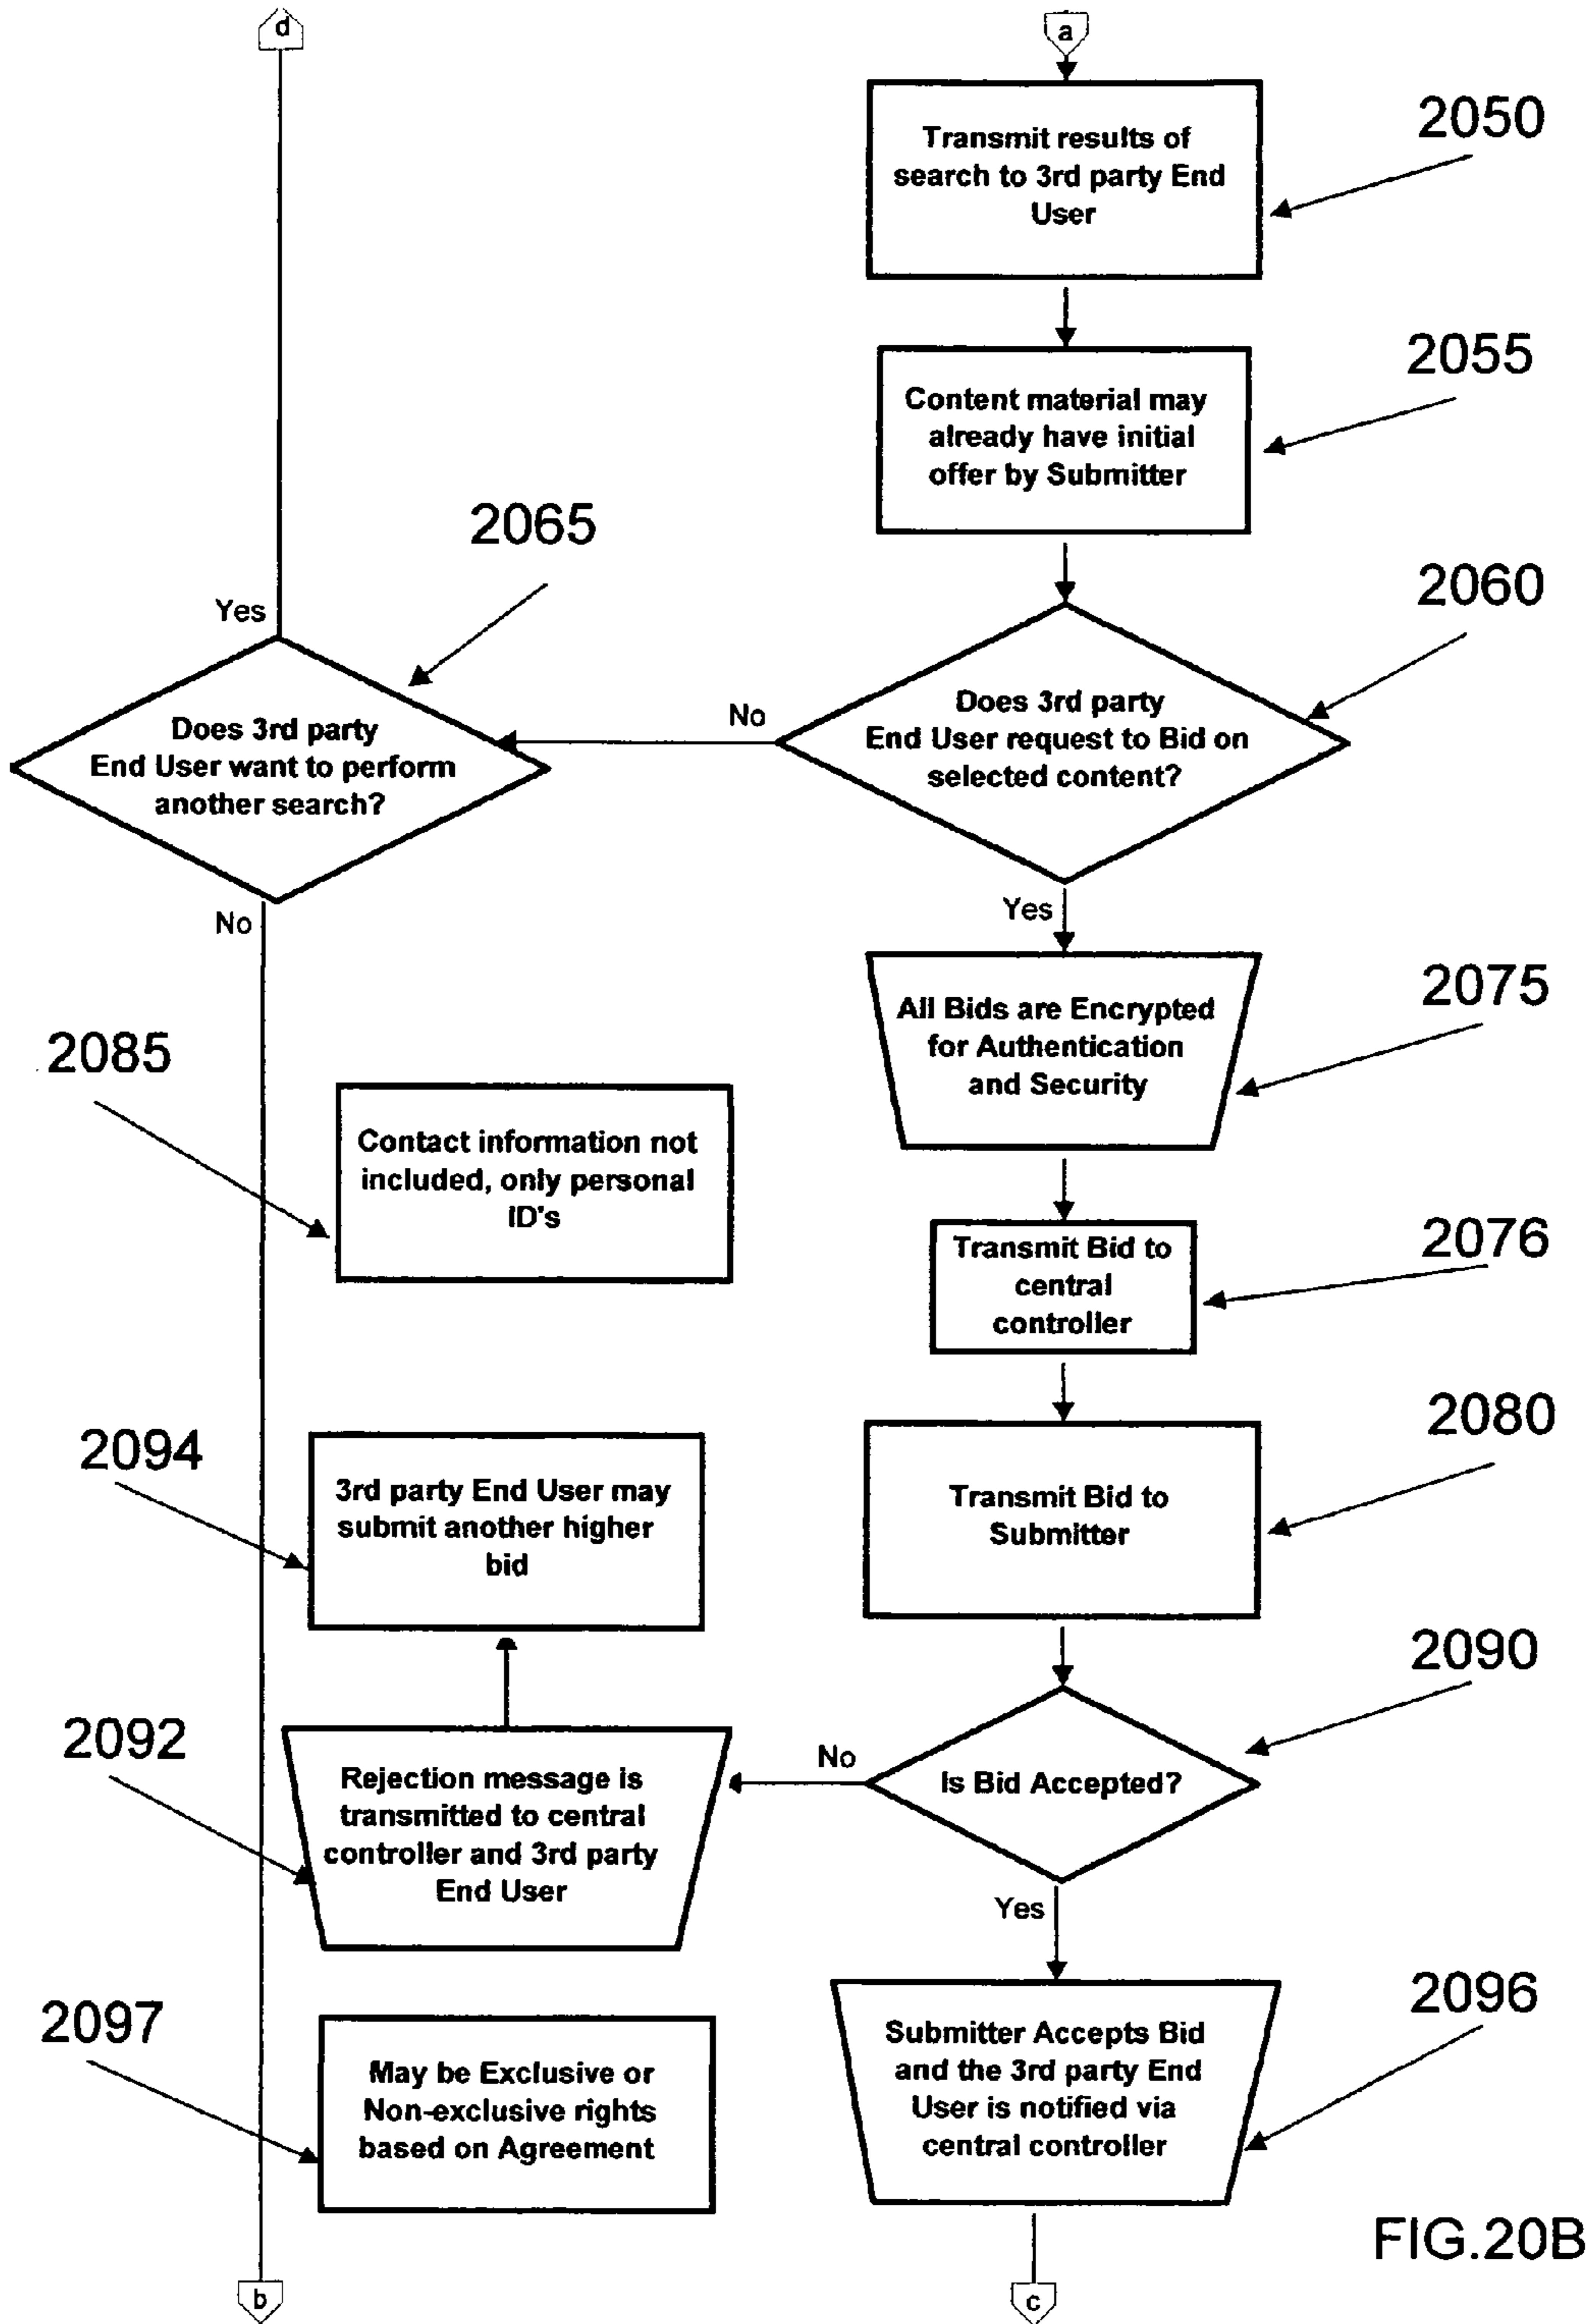 d
a
Transmit results of
search to 3rd party End
User
2050
Content material may
already have initial
offer by Submitter
2055
2065
2060
Yes
Does 3rd party
End User want to perform
another search?
No
Does 3rd party
End User request to Bid on
selected content?
No
Yes
All Bids are Encrypted
for Authentication
and Security
2075
2085
Contact information not
included, only personal
ID's
Transmit Bid to
central
controller
2076
2094
3rd party End User may
submit another higher
bid
Transmit Bid to
Submitter
2080
2090
2092
Rejection message is
transmitted to central
controller and 3rd party
End User
No
Is Bid Accepted?
Yes
2097
May be Exclusive or
Non-exclusive rights
based on Agreement
Submitter Accepts Bid
and the 3rd party End
User is notified via
central controller
2096
FIG.20B
b
c